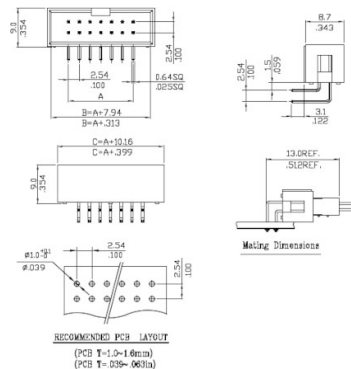 9.0
.354
2.54
.100
2.54
.100
0.64SQ
.025SQ
A
B=A+7.94
B=A+.313
8.7
.343
2.54
.100
1.5
.059
3.1
.122
C=A+10.16
C=A+.399
9.0
.354
13.0REF.
.512REF.
Mating Dimensions
Ø1.0
Ø.039
2.54
.100
2.54
.100
RECOMMENDED PCB LAYOUT
(PCB T=1.0~1.6mm)
(PCB T=.039~.063in)